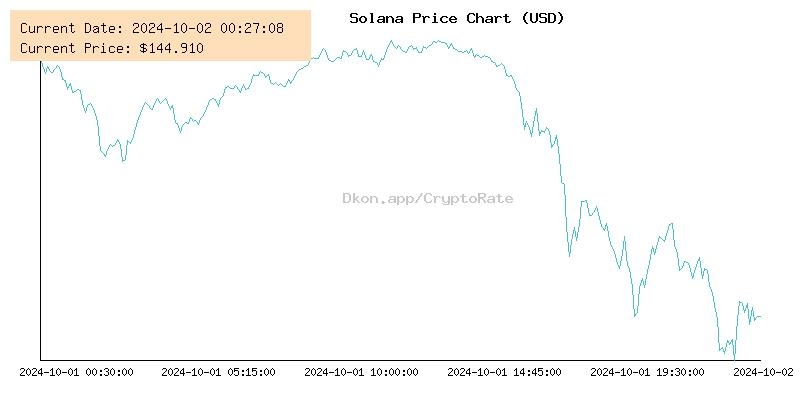 Solana Price Chart (USD)
Current Date: 2024-10-02 00:27:08
Current Price: $144.910
Dkon.app/CryptoRate
2024-10-01 00:30:00 2024-10-01 05:15:00 2024-10-01 10:00:00 2024-10-01 14:45:00 2024-10-01 19:30:00 2024-10-02